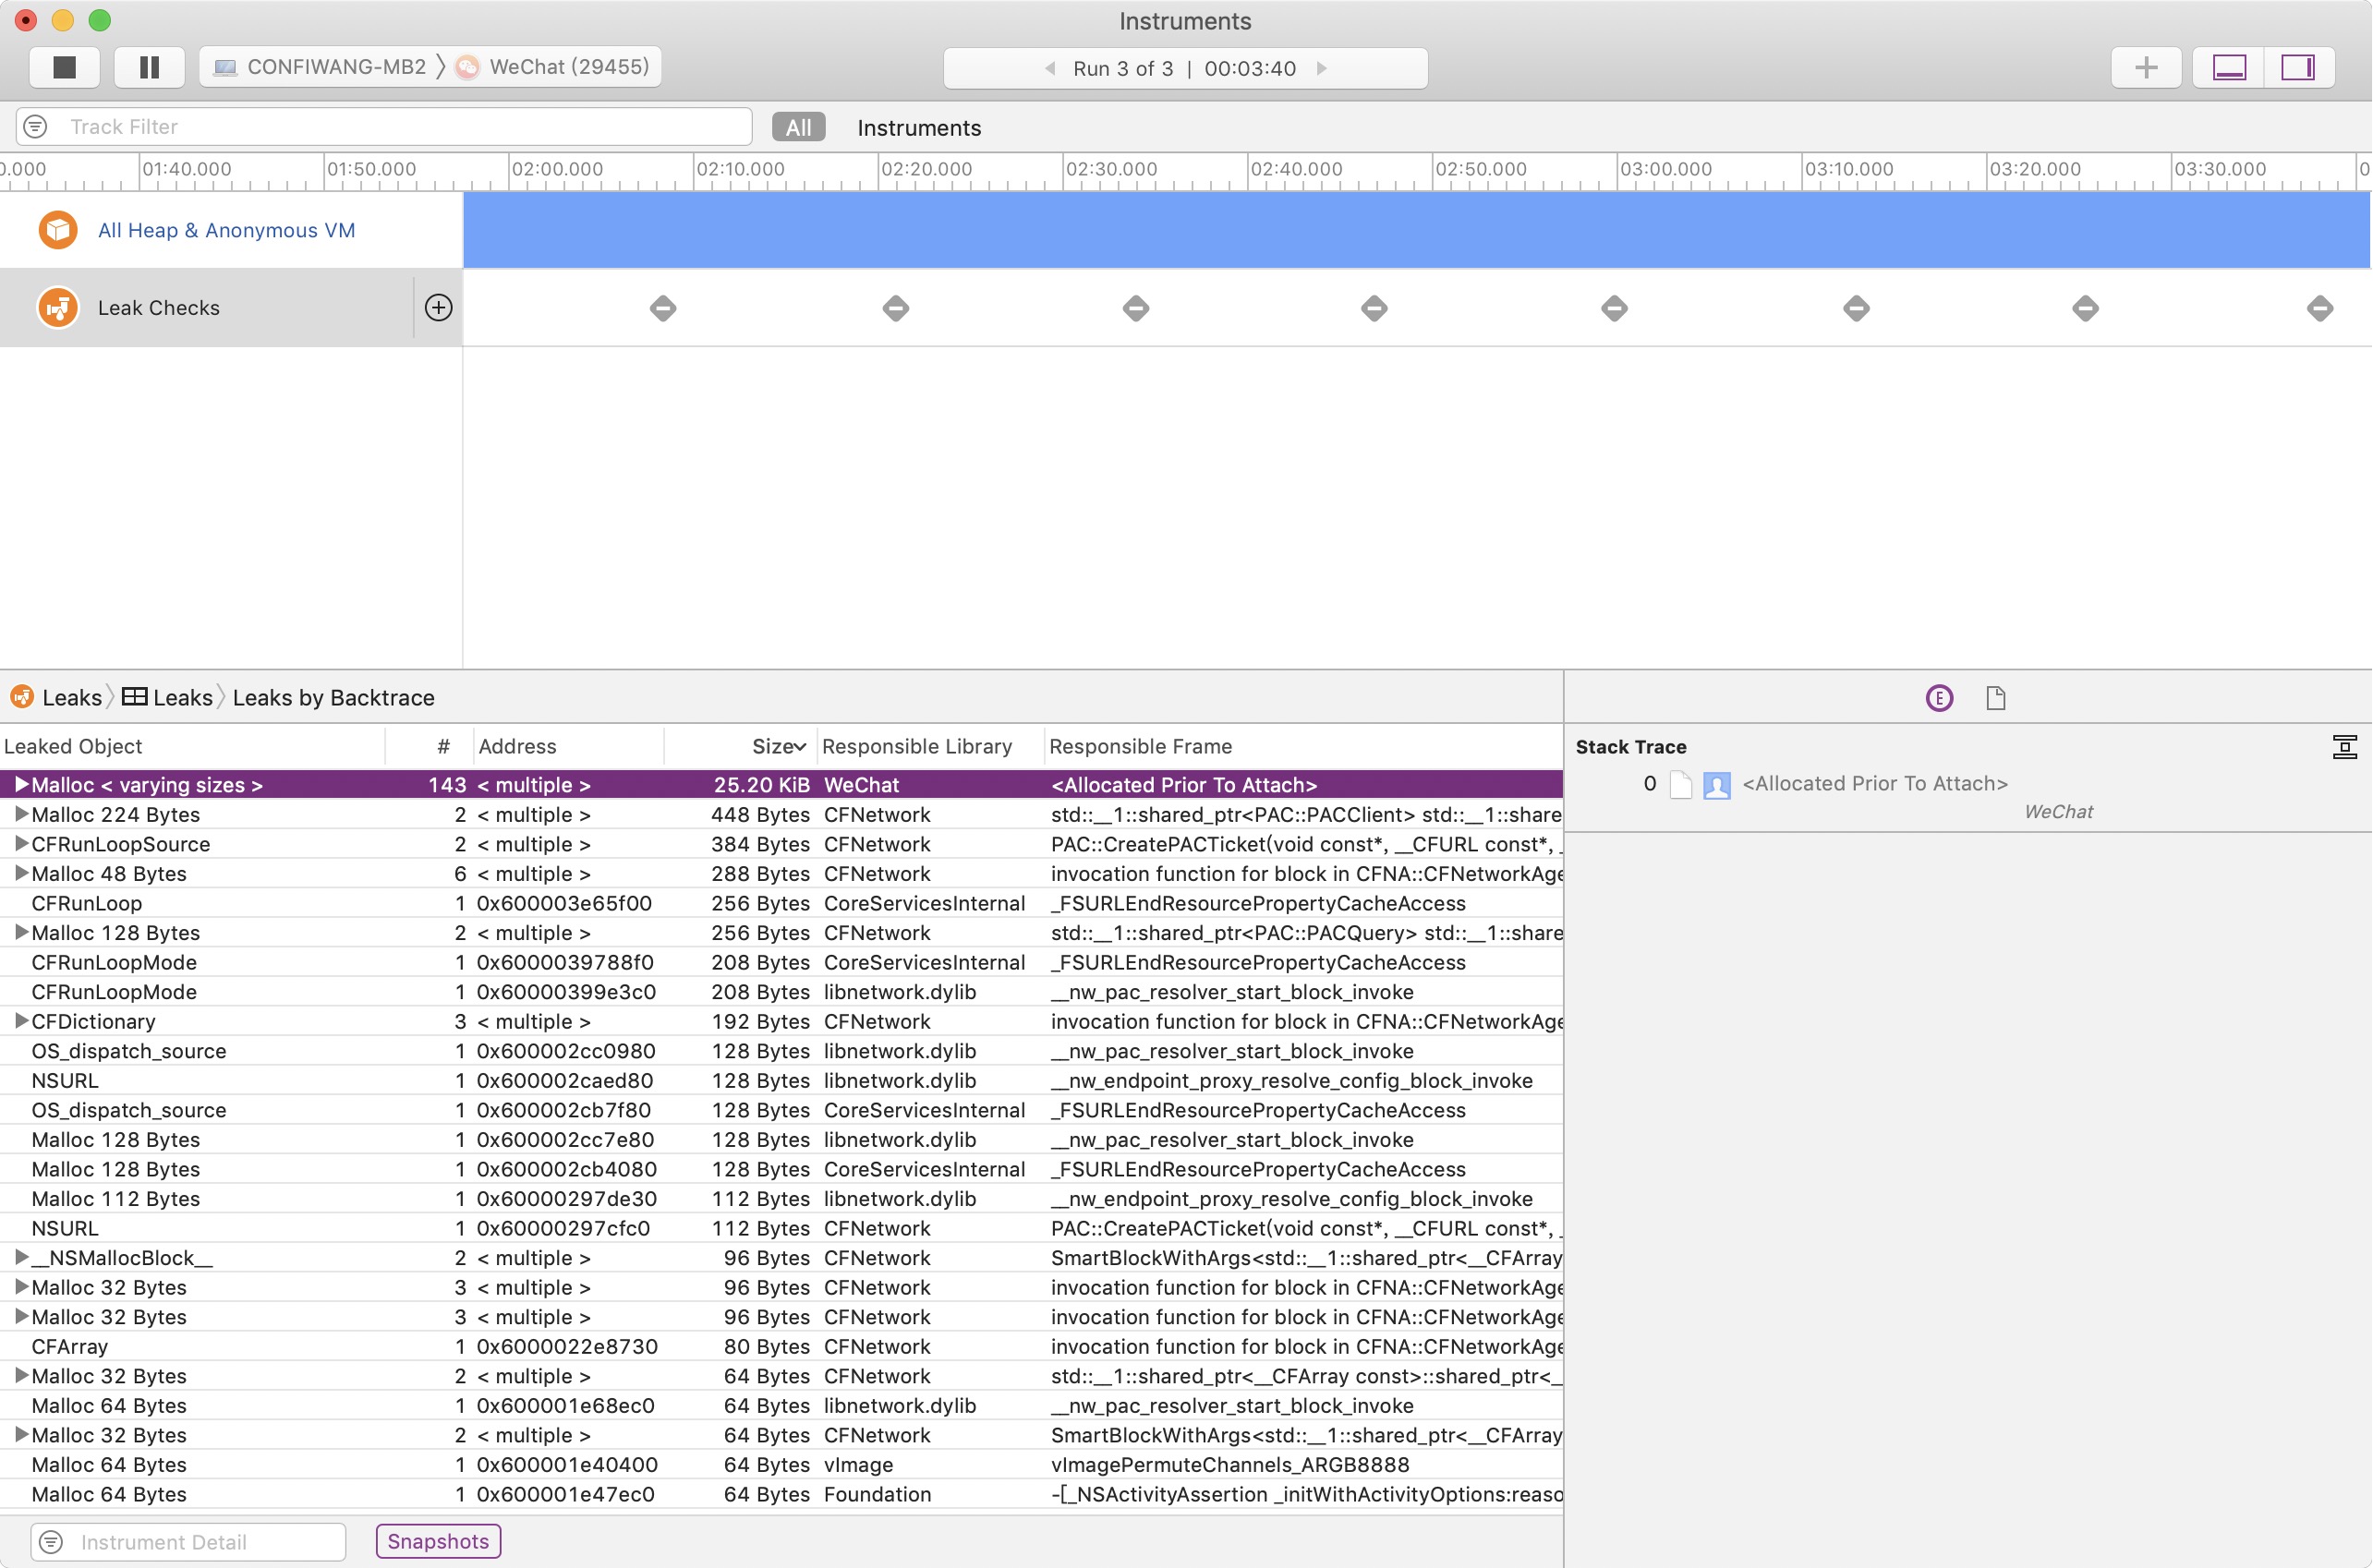 Instruments
CONFIWANG-MB2 WeChat (29455) Run 3 of 3 | 00:03:40
Track Filter All Instruments
0.000 01:40.000 01:50.000 02:00.000 02:10.000 02:20.000 02:30.000 02:40.000 02:50.000 03:00.000 03:10.000 03:20.000 03:30.000 0
All Heap & Anonymous VM
Leak Checks
Leaks Leaks Leaks by Backtrace
Leaked Object # Address Size Responsible Library Responsible Frame
Malloc < varying sizes > 143 < multiple > 25.20 KiB WeChat <Allocated Prior To Attach>
Malloc 224 Bytes 2 < multiple > 448 Bytes CFNetwork std::__1::shared_ptr<PAC::PACClient> std::__1::share
CFRunLoopSource 2 < multiple > 384 Bytes CFNetwork PAC::CreatePACTicket(void const*, __CFURL const*, _
Malloc 48 Bytes 6 < multiple > 288 Bytes CFNetwork invocation function for block in CFNA::CFNetworkAge
CFRunLoop 1 0x600003e65f00 256 Bytes CoreServicesInternal _FSURLEndResourcePropertyCacheAccess
Malloc 128 Bytes 2 < multiple > 256 Bytes CFNetwork std::__1::shared_ptr<PAC::PACQuery> std::__1::share
CFRunLoopMode 1 0x6000039788f0 208 Bytes CoreServicesInternal _FSURLEndResourcePropertyCacheAccess
CFRunLoopMode 1 0x60000399e3c0 208 Bytes libnetwork.dylib __nw_pac_resolver_start_block_invoke
CFDictionary 3 < multiple > 192 Bytes CFNetwork invocation function for block in CFNA::CFNetworkAge
OS_dispatch_source 1 0x600002cc0980 128 Bytes libnetwork.dylib __nw_pac_resolver_start_block_invoke
NSURL 1 0x600002caed80 128 Bytes libnetwork.dylib __nw_endpoint_proxy_resolve_config_block_invoke
OS_dispatch_source 1 0x600002cb7f80 128 Bytes CoreServicesInternal _FSURLEndResourcePropertyCacheAccess
Malloc 128 Bytes 1 0x600002cc7e80 128 Bytes libnetwork.dylib __nw_pac_resolver_start_block_invoke
Malloc 128 Bytes 1 0x600002cb4080 128 Bytes CoreServicesInternal _FSURLEndResourcePropertyCacheAccess
Malloc 112 Bytes 1 0x60000297de30 112 Bytes libnetwork.dylib __nw_endpoint_proxy_resolve_config_block_invoke
NSURL 1 0x60000297cfc0 112 Bytes CFNetwork PAC::CreatePACTicket(void const*, __CFURL const*, _
__NSMallocBlock__ 2 < multiple > 96 Bytes CFNetwork SmartBlockWithArgs<std::__1::shared_ptr<__CFArray
Malloc 32 Bytes 3 < multiple > 96 Bytes CFNetwork invocation function for block in CFNA::CFNetworkAge
Malloc 32 Bytes 3 < multiple > 96 Bytes CFNetwork invocation function for block in CFNA::CFNetworkAge
CFArray 1 0x6000022e8730 80 Bytes CFNetwork invocation function for block in CFNA::CFNetworkAge
Malloc 32 Bytes 2 < multiple > 64 Bytes CFNetwork std::__1::shared_ptr<__CFArray const>::shared_ptr<_
Malloc 64 Bytes 1 0x600001e68ec0 64 Bytes libnetwork.dylib __nw_pac_resolver_start_block_invoke
Malloc 32 Bytes 2 < multiple > 64 Bytes CFNetwork SmartBlockWithArgs<std::__1::shared_ptr<__CFArray
Malloc 64 Bytes 1 0x600001e40400 64 Bytes vImage vImagePermuteChannels_ARGB8888
Malloc 64 Bytes 1 0x600001e47ec0 64 Bytes Foundation -[_NSActivityAssertion _initWithActivityOptions:reaso
Instrument Detail Snapshots
E
Stack Trace
0 <Allocated Prior To Attach>
WeChat